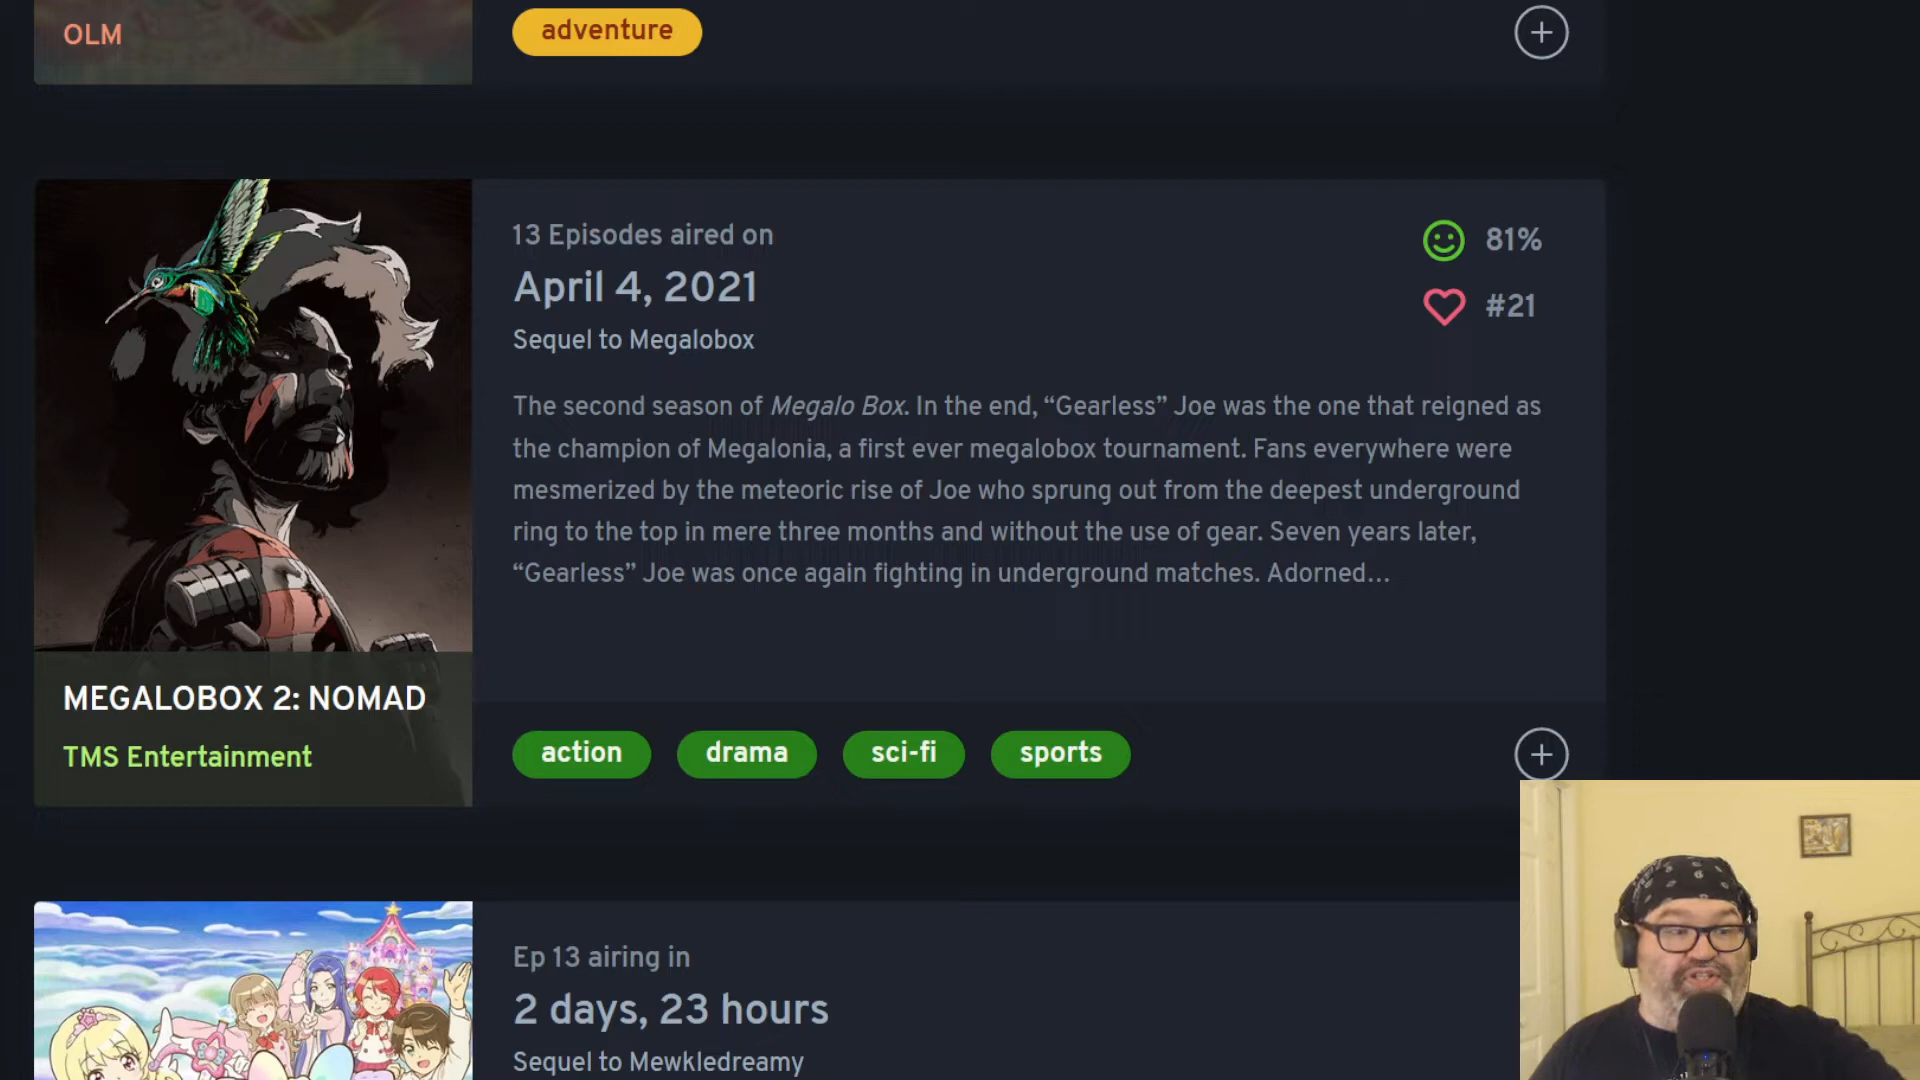 OLM
adventure
13 Episodes aired on
April 4, 2021
Sequel to Megalobox
81%
#21
The second season of Megalo Box. In the end, “Gearless” Joe was the one that reigned as
the champion of Megalonia, a first ever megalobox tournament. Fans everywhere were
mesmerized by the meteoric rise of Joe who sprung out from the deepest underground
ring to the top in mere three months and without the use of gear. Seven years later,
“Gearless” Joe was once again fighting in underground matches. Adorned...
MEGALOBOX 2: NOMAD
TMS Entertainment
action drama sci-fi sports
Ep 13 airing in
2 days, 23 hours
Sequel to Mewkledreamy